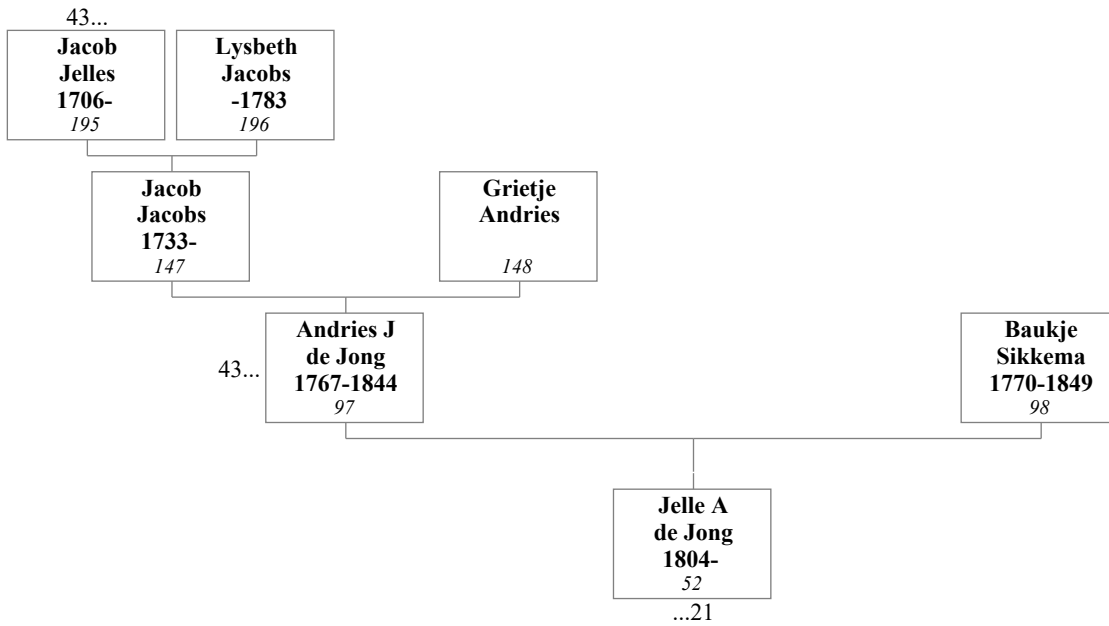 43...
Jacob
Jelles
1706-
195
Lysbeth
Jacobs
-1783
196
Jacob
Jacobs
1733-
147
Grietje
Andries
148
43...
Andries J
de Jong
1767-1844
97
Baukje
Sikkema
1770-1849
98
Jelle A
de Jong
1804-
52
...21